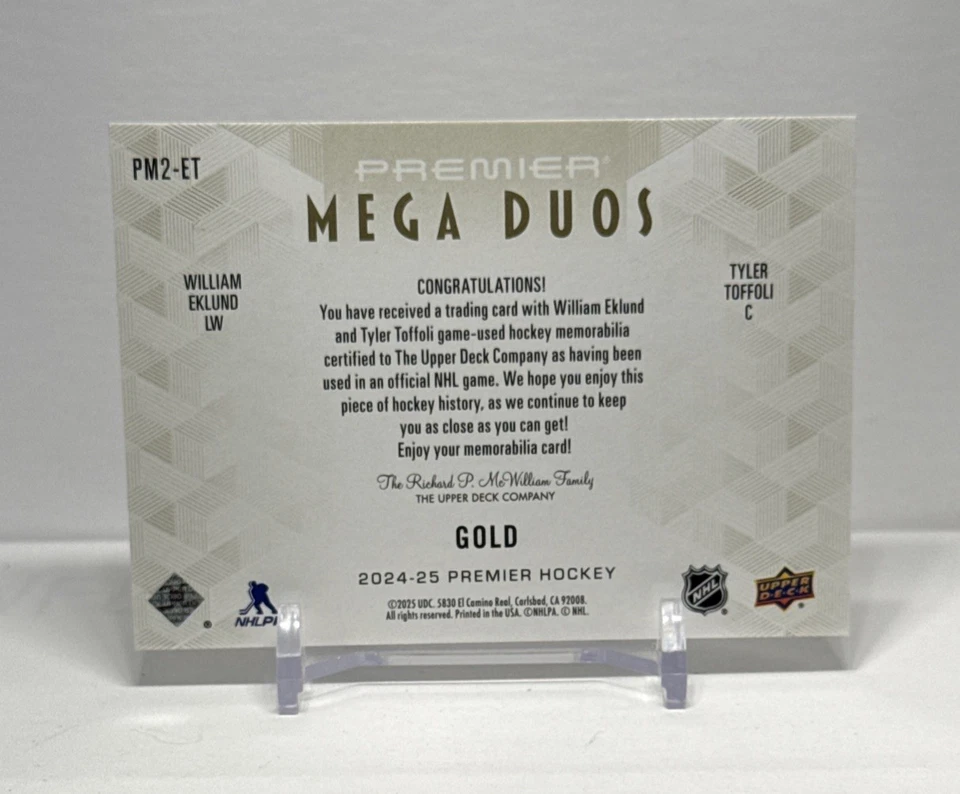 PM2-ET
PREMIER®
MEGA DUOS
WILLIAM
EKLUND
LW
TYLER
TOFFOLI
C
CONGRATULATIONS!
You have received a trading card with William Eklund
and Tyler Toffoli game-used hockey memorabilia
certified to The Upper Deck Company as having been
used in an official NHL game. We hope you enjoy this
piece of hockey history, as we continue to keep
you as close as you can get!
Enjoy your memorabilia card!
The Richard P. McWilliam Family
THE UPPER DECK COMPANY
GOLD
2024-25 PREMIER HOCKEY
©2025 UDC. 5830 El Camino Real, Carlsbad, CA 92008.
All rights reserved. Printed in the USA. ©NHLPA. © NHL.
®
NHLP
NHL
UPPER
D·E·C·K